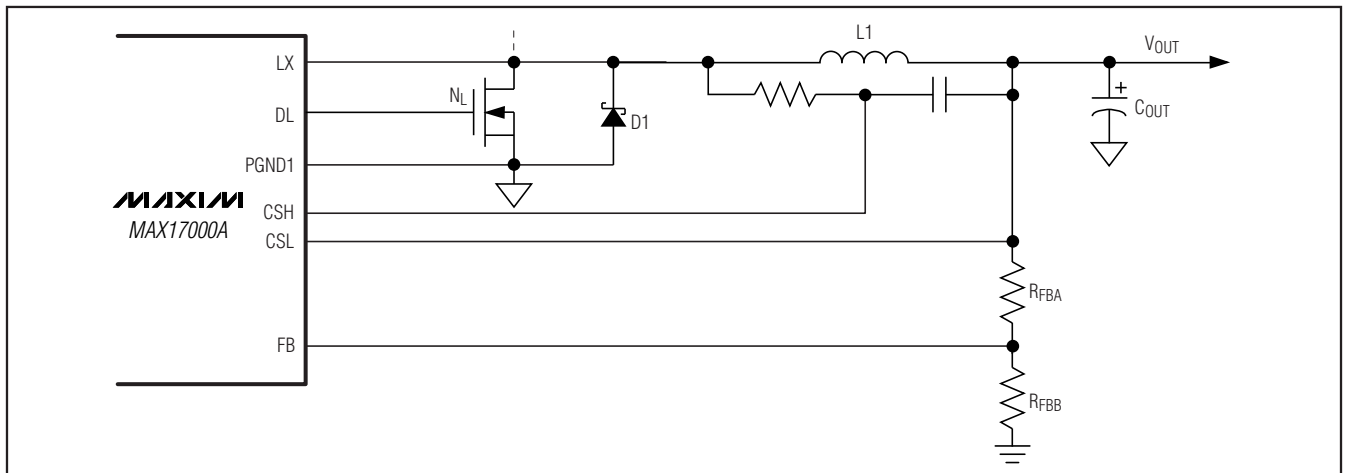 L1
VOUT
LX
NL
+
DL
D1
COUT
PGND1
MAXIM
CSH
MAX17000A
CSL
RFBA
FB
RFBB